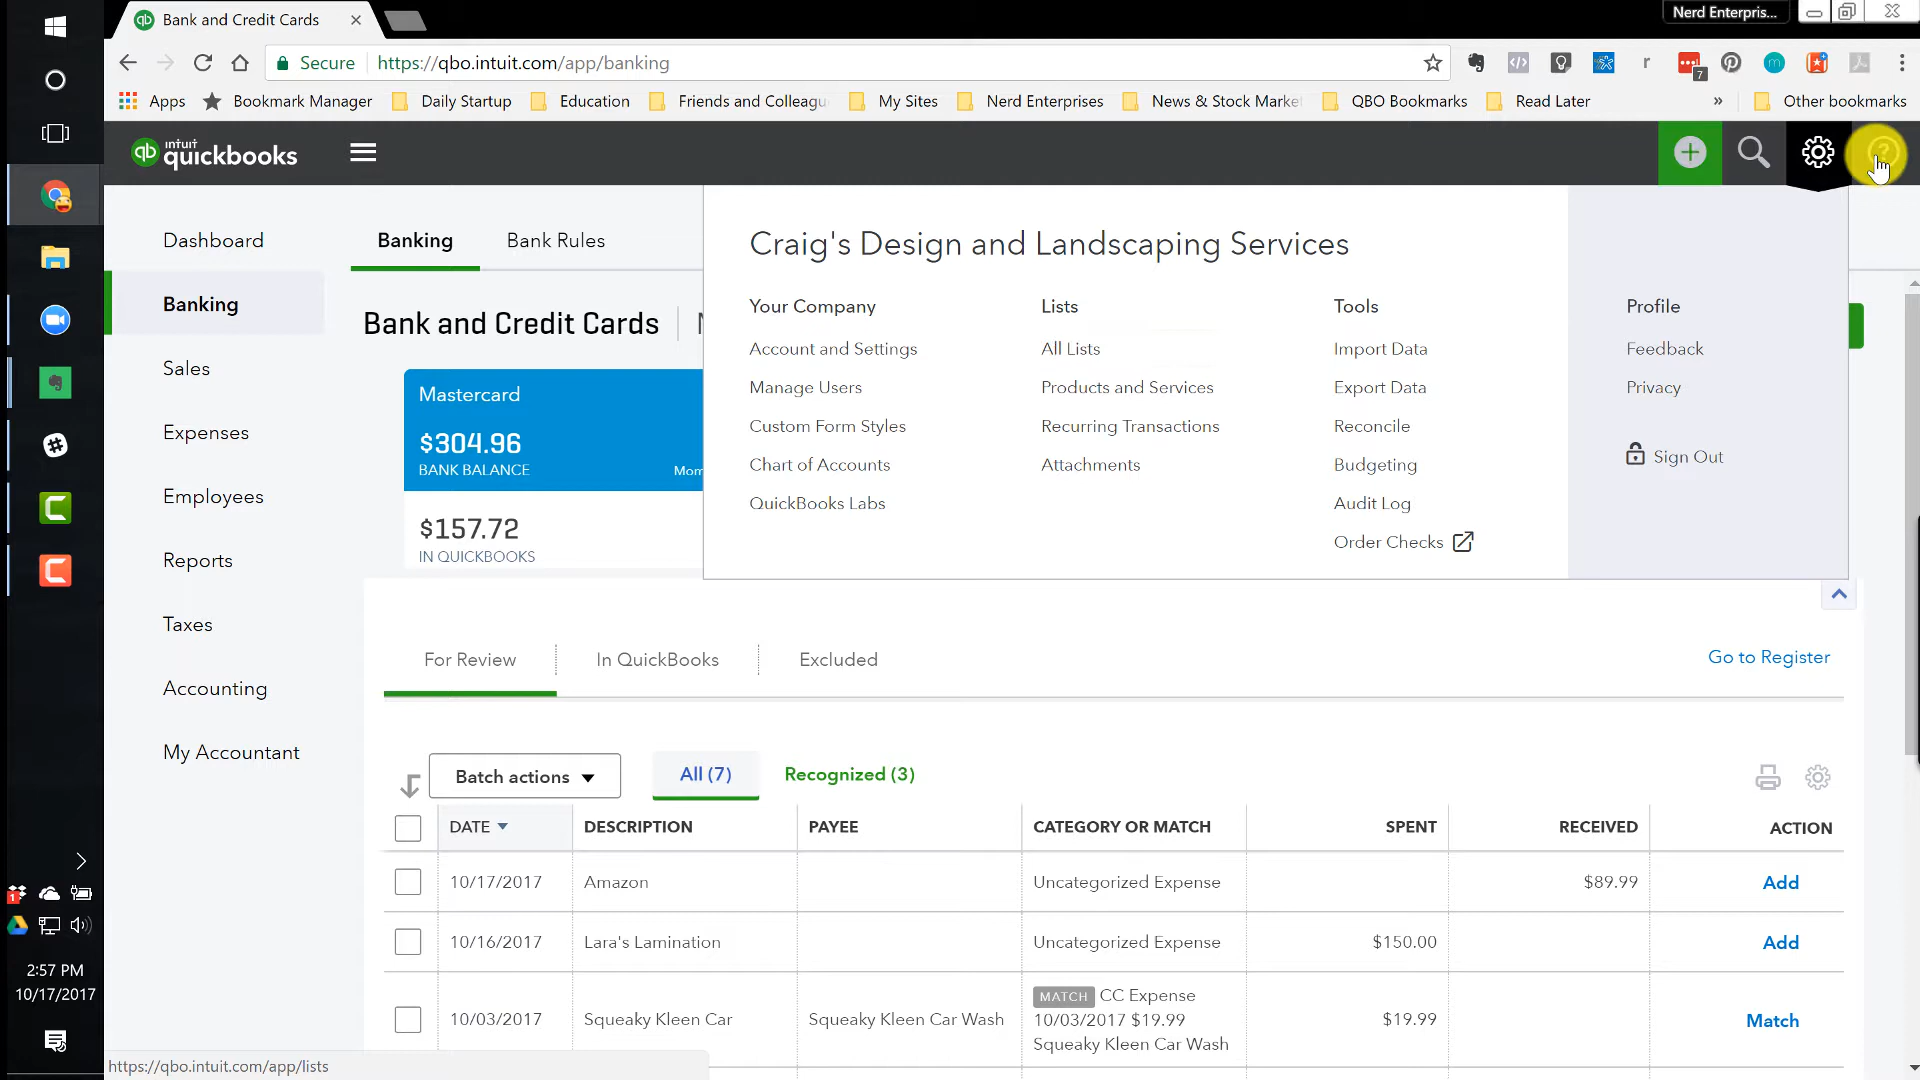 Bank and Credit Cards
Nerd Enterpris...
Secure https://qbo.intuit.com/app/banking
7
Apps Bookmark Manager Daily Startup Education Friends and Colleagu My Sites Nerd Enterprises News & Stock Market QBO Bookmarks Read Later » Other bookmarks
qb intuit quickbooks
Dashboard
Banking
Sales
Expenses
Employees
Reports
Taxes
Accounting
My Accountant
Banking Bank Rules
Bank and Credit Cards
Mastercard
$304.96
BANK BALANCE
$157.72
IN QUICKBOOKS
Craig's Design and Landscaping Services
Your Company
Account and Settings
Manage Users
Custom Form Styles
Chart of Accounts
QuickBooks Labs
Lists
All Lists
Products and Services
Recurring Transactions
Attachments
Tools
Import Data
Export Data
Reconcile
Budgeting
Audit Log
Order Checks
Profile
Feedback
Privacy
Sign Out
For Review In QuickBooks Excluded Go to Register
Batch actions All (7) Recognized (3)
DATE DESCRIPTION PAYEE CATEGORY OR MATCH SPENT RECEIVED ACTION
10/17/2017 Amazon Uncategorized Expense $89.99 Add
10/16/2017 Lara's Lamination Uncategorized Expense $150.00 Add
MATCH CC Expense
10/03/2017 Squeaky Kleen Car Squeaky Kleen Car Wash 10/03/2017 $19.99 $19.99 Match
Squeaky Kleen Car Wash
2:57 PM
10/17/2017
https://qbo.intuit.com/app/lists